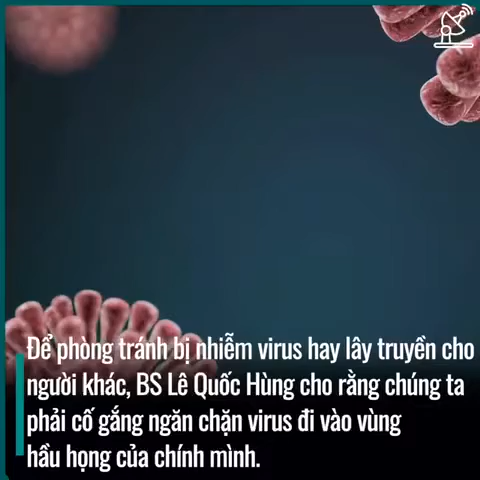 Để phòng tránh bị nhiễm virus hay lây truyền cho
người khác, BS Lê Quốc Hùng cho rằng chúng ta
phải cố gắng ngăn chặn virus đi vào vùng
hầu họng của chính mình.